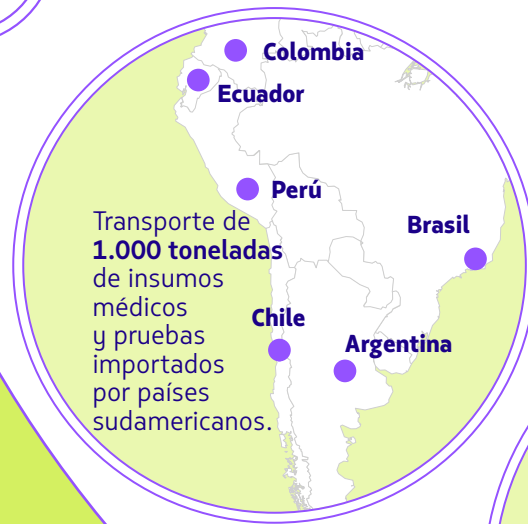 Colombia
Ecuador
Perú
Brasil
Transporte de
1.000 toneladas
de insumos
médicos
y pruebas
importados
por países
sudamericanos.
Chile
Argentina